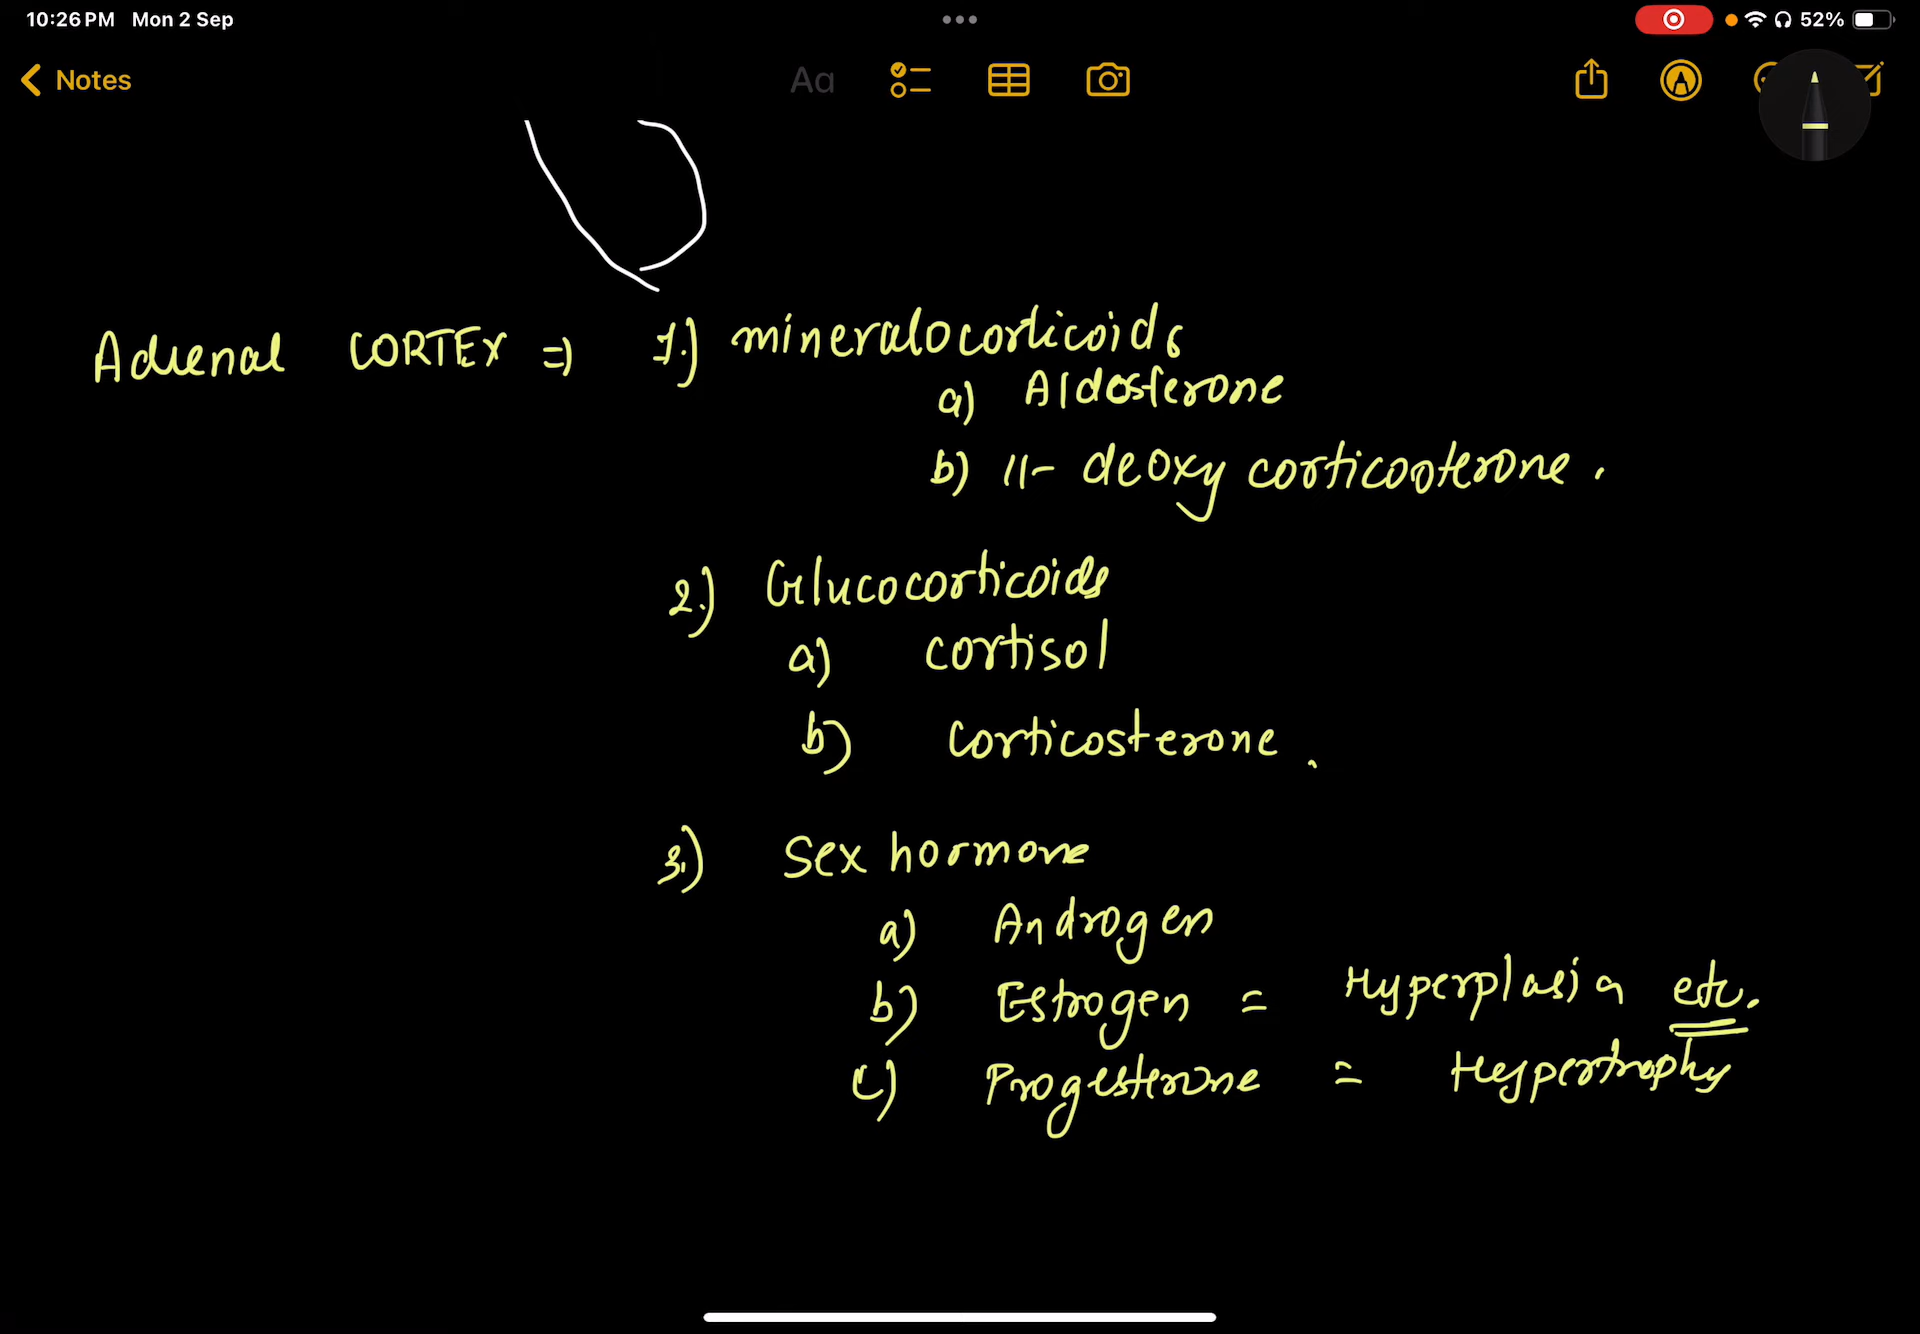 10:26 PM Mon 2 Sep 52%
Notes Aa
Adrenal CORTEX ⇒ 1.) mineralocorticoids
a) Aldosterone
b) 11- deoxy corticosterone.
2.) Glucocorticoids
a) cortisol
b) corticosterone.
3.) Sex hormone
a) Androgen
b) Estrogen = Hyperplasia etc.
c) Progesterone = Hypertrophy